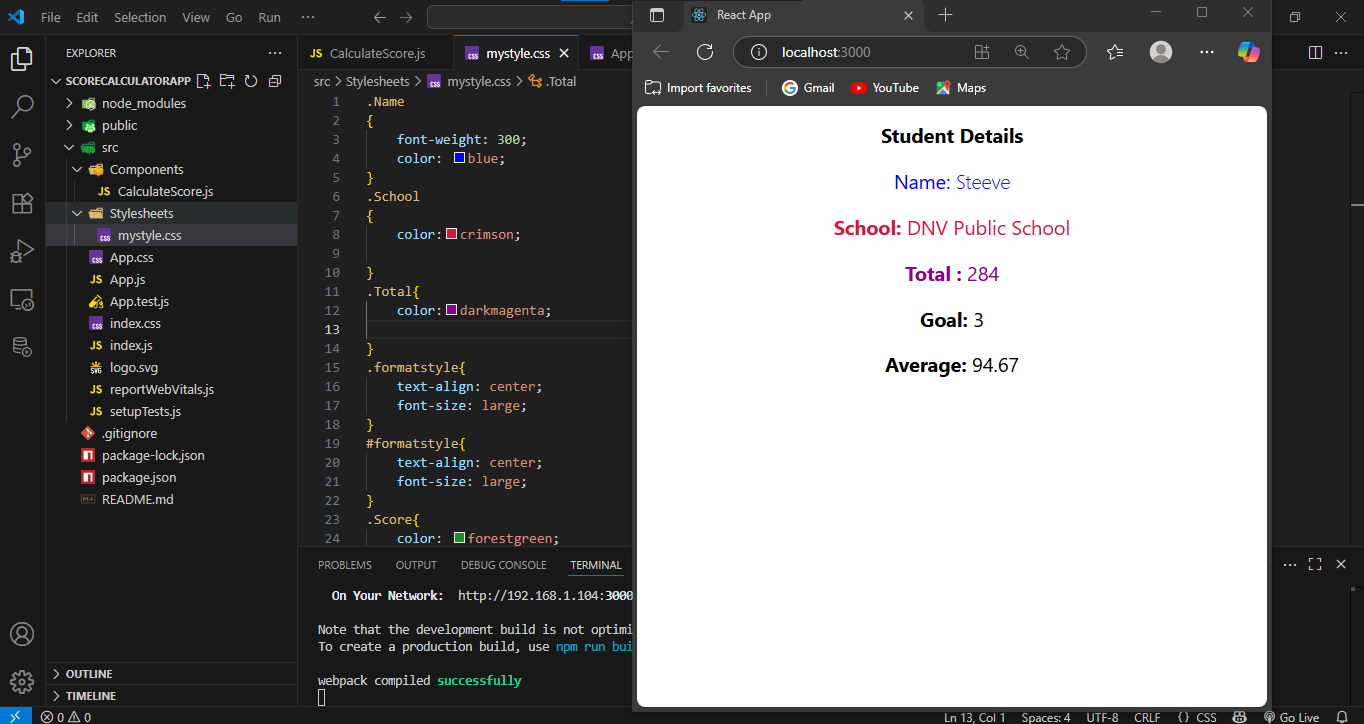 File Edit Selection View Go Run ···
React App
EXPLORER
CalculateScore.js mystyle.css App
localhost:3000
SCORECALCULATORAPP
src > Stylesheets > mystyle.css > .Total
Import favorites Gmail YouTube Maps
node_modules
public
src
Components
CalculateScore.js
Stylesheets
mystyle.css
App.css
App.js
App.test.js
index.css
index.js
logo.svg
reportWebVitals.js
setupTests.js
.gitignore
package-lock.json
package.json
README.md
OUTLINE
TIMELINE
1 .Name
2 {
3 font-weight: 300;
4 color: blue;
5 }
6 .School
7 {
8 color: crimson;
9
10 }
11 .Total{
12 color: darkmagenta;
13
14 }
15 .formatstyle{
16 text-align: center;
17 font-size: large;
18 }
19 #formatstyle{
20 text-align: center;
21 font-size: large;
22 }
23 .Score{
24 color: forestgreen;
PROBLEMS OUTPUT DEBUG CONSOLE TERMINAL
On Your Network: http://192.168.1.104:3000
Note that the development build is not optimi
To create a production build, use npm run bui
webpack compiled successfully
Student Details
Name: Steeve
School: DNV Public School
Total : 284
Goal: 3
Average: 94.67
0 0 Ln 13, Col 1 Spaces: 4 UTF-8 CRLF { } CSS Go Live